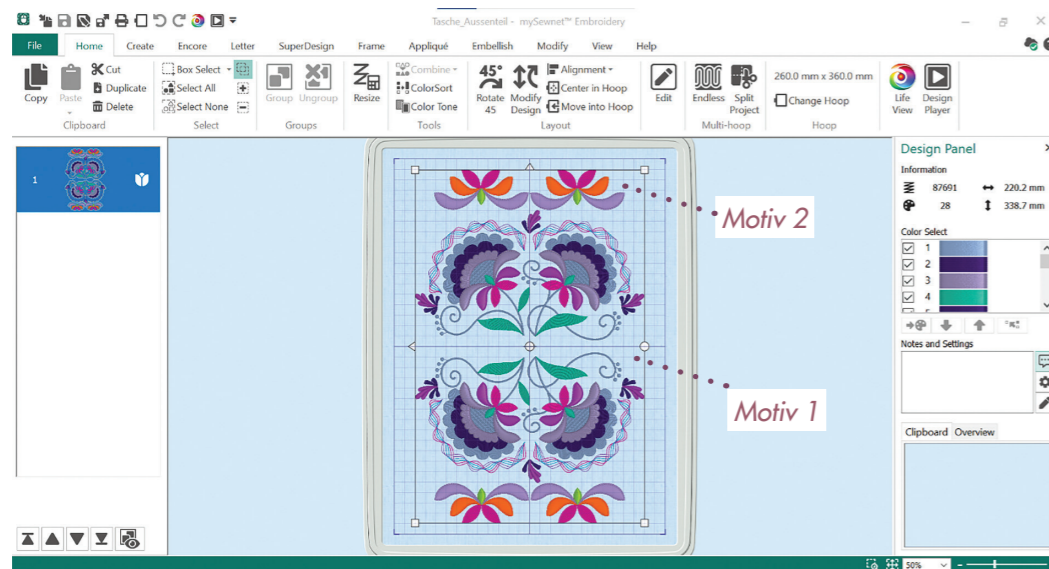 Tasche_Aussenteil - mySewnet™ Embroidery
File Home Create Encore Letter SuperDesign Frame Appliqué Embellish Modify View Help
Copy Paste Cut Duplicate Delete
Clipboard
Box Select
Select All
Select None
Select
Group Ungroup
Groups
Resize
Combine
ColorSort
Color Tone
Tools
45°
Rotate 45
Modify Design
Alignment
Center in Hoop
Move into Hoop
Layout
Edit
Endless Split Project
Multi-hoop
260.0 mm x 360.0 mm
Change Hoop
Hoop
Life View
Design Player
1
Motiv 2
Motiv 1
Design Panel
Information
87691 220.2 mm
28 338.7 mm
Color Select
1
2
3
4
Notes and Settings
Clipboard Overview
50%